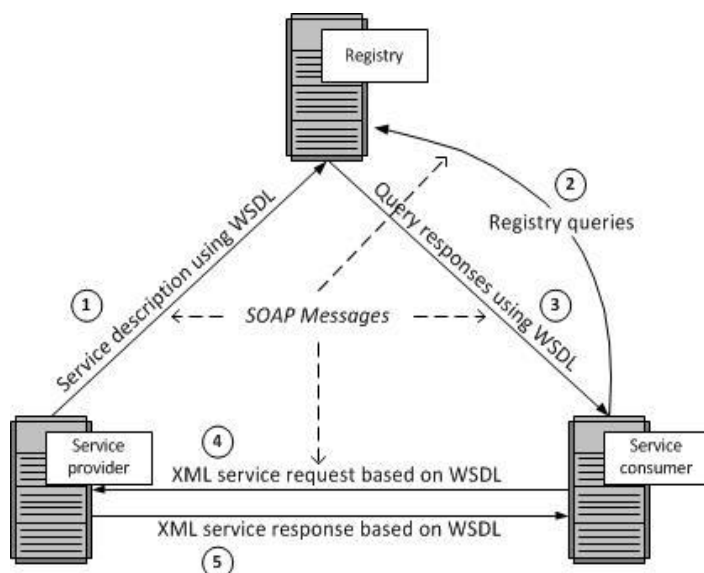 Registry
2
Registry queries
Query responses using WSDL
Service description using WSDL
1
SOAP Messages
3
Service
provider
4
Service
consumer
XML service request based on WSDL
XML service response based on WSDL
5